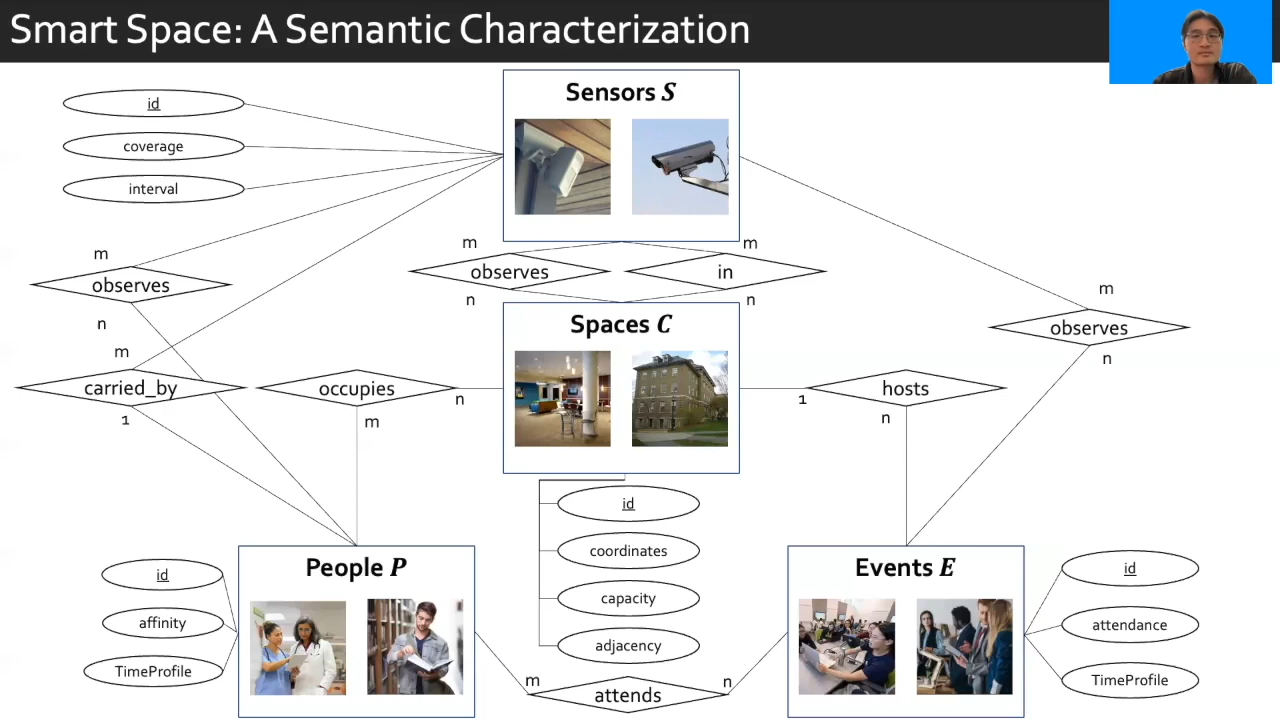 Smart Space: A Semantic Characterization
Sensors S
id
coverage
interval
m
observes
n
m
carried_by
1
m
observes
n
m
in
n
m
observes
n
Spaces C
occupies
n
m
1
hosts
n
id
coordinates
capacity
adjacency
People P
id
affinity
TimeProfile
Events E
id
attendance
TimeProfile
m
attends
n